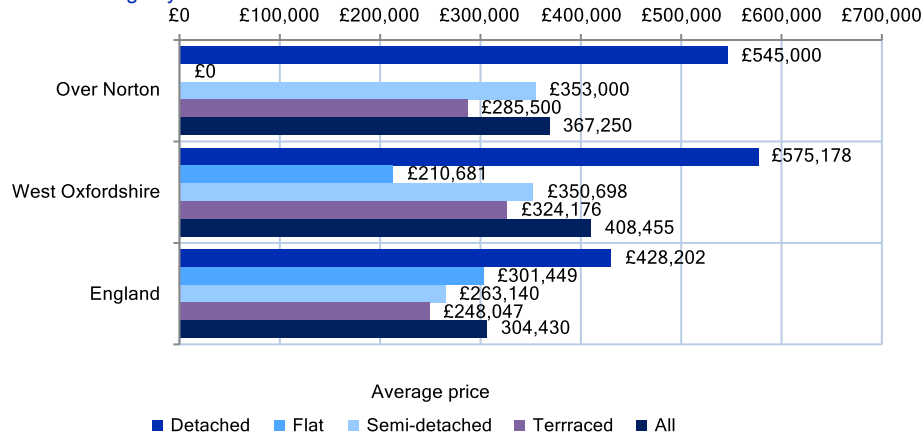 £0 £100,000 £200,000 £300,000 £400,000 £500,000 £600,000 £700,000
£545,000
£0
Over Norton
£353,000
£285,500
367,250
£575,178
£210,681
West Oxfordshire
£350,698
£324,176
408,455
£428,202
£301,449
England
£263,140
£248,047
304,430
Average price
Detached Flat Semi-detached Terrraced All